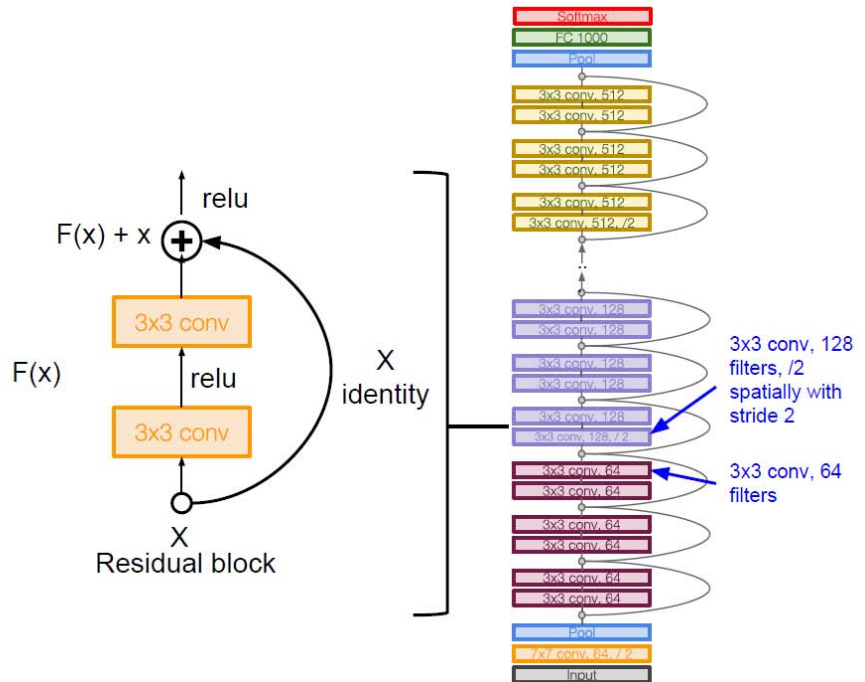 relu
F(x) + x
3x3 conv
F(x)
relu
3x3 conv
X
identity
X
Residual block
Softmax
FC 1000
Pool
3x3 conv, 512
3x3 conv, 512
3x3 conv, 512
3x3 conv, 512
3x3 conv, 512
3x3 conv, 512, /2
..
3x3 conv, 128
3x3 conv, 128
3x3 conv, 128
3x3 conv, 128
3x3 conv, 128
3x3 conv, 128, / 2
3x3 conv, 64
3x3 conv, 64
3x3 conv, 64
3x3 conv, 64
3x3 conv, 64
3x3 conv, 64
Pool
7x7 conv, 64, / 2
Input
3x3 conv, 128
filters, /2
spatially with
stride 2
3x3 conv, 64
filters